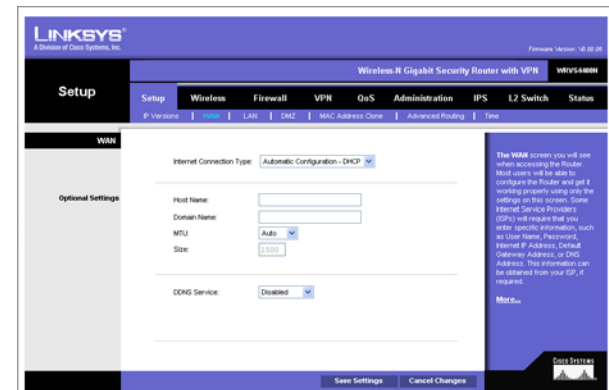 LINKSYS®
A Division of Cisco Systems, Inc.
Firmware Version: V0.00.06
Wireless-N Gigabit Security Router with VPN WRVS4400N
Setup
Setup Wireless Firewall VPN QoS Administration IPS L2 Switch Status
IP Versions | WAN | LAN | DMZ | MAC Address Clone | Advanced Routing | Time
WAN
Internet Connection Type: Automatic Configuration - DHCP
Optional Settings
Host Name:
Domain Name:
MTU: Auto
Size: 1500
DDNS Service: Disabled
The WAN screen you will see
when accessing the Router.
Most users will be able to
configure the Router and get it
working properly using only the
settings on this screen. Some
Internet Service Providers
(ISPs) will require that you
enter specific information, such
as User Name, Password,
Internet IP Address, Default
Gateway Address, or DNS
Address. This information can
be obtained from your ISP, if
required.
More...
Save Settings Cancel Changes
CISCO SYSTEMS